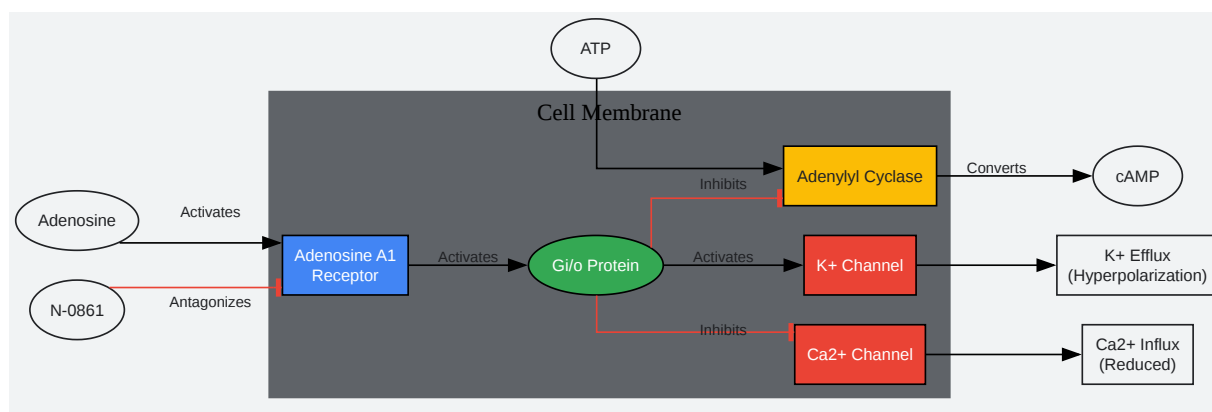 ATP
Cell Membrane
Inhibits
Adenylyl Cyclase
Converts
cAMP
Adenosine
Activates
Adenosine A1
Receptor
Activates
Gi/o Protein
Activates
K+ Channel
K+ Efflux
(Hyperpolarization)
N-0861
Antagonizes
Inhibits
Ca2+ Channel
Ca2+ Influx
(Reduced)